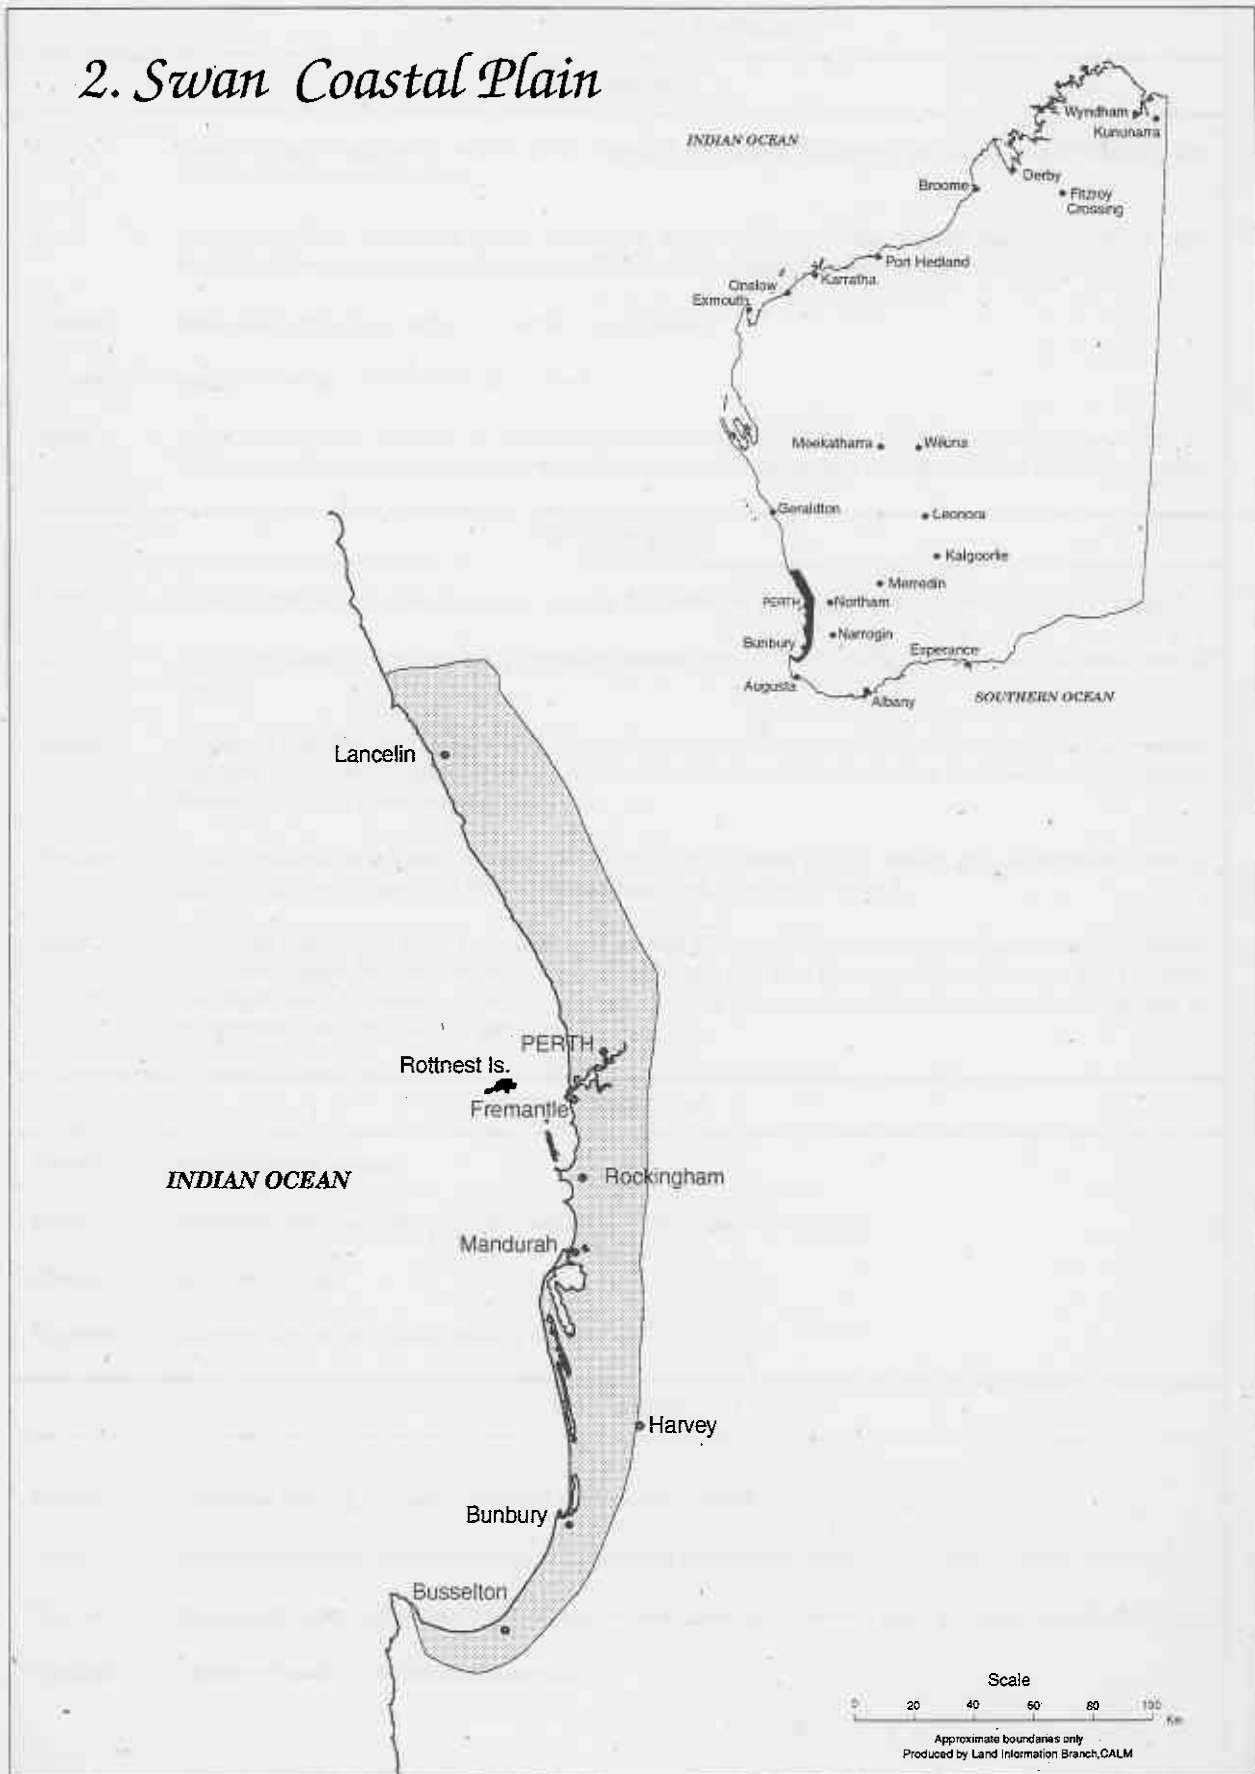 2. Swan Coastal Plain
INDIAN OCEAN
Wyndham
Kununarra
Derby
Broome
Fitzroy
Crossing
Port Hedland
Karratha
Onslow
Exmouth
Meekatharra
Wiluna
Geraldton
Leonora
Kalgoorlie
Merredin
PERTH
Northam
Narrogin
Bunbury
Esperance
Augusta
Albany
SOUTHERN OCEAN
Lancelin
PERTH
Rottnest Is.
Fremantle
INDIAN OCEAN
Rockingham
Mandurah
Harvey
Bunbury
Busselton
Scale
0 20 40 60 80 100
Km
Approximate boundaries only
Produced by Land Information Branch,CALM